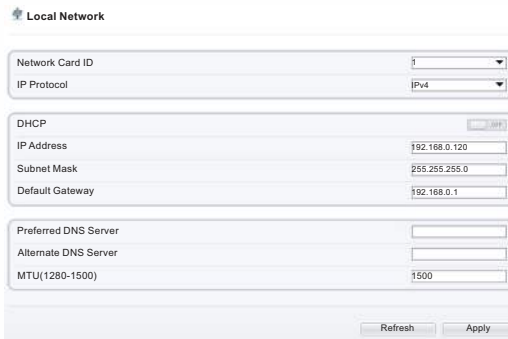 Local Network
Network Card ID 1
IP Protocol IPv4
DHCP OFF
IP Address 192.168.0.120
Subnet Mask 255.255.255.0
Default Gateway 192.168.0.1
Preferred DNS Server
Alternate DNS Server
MTU(1280-1500) 1500
Refresh Apply